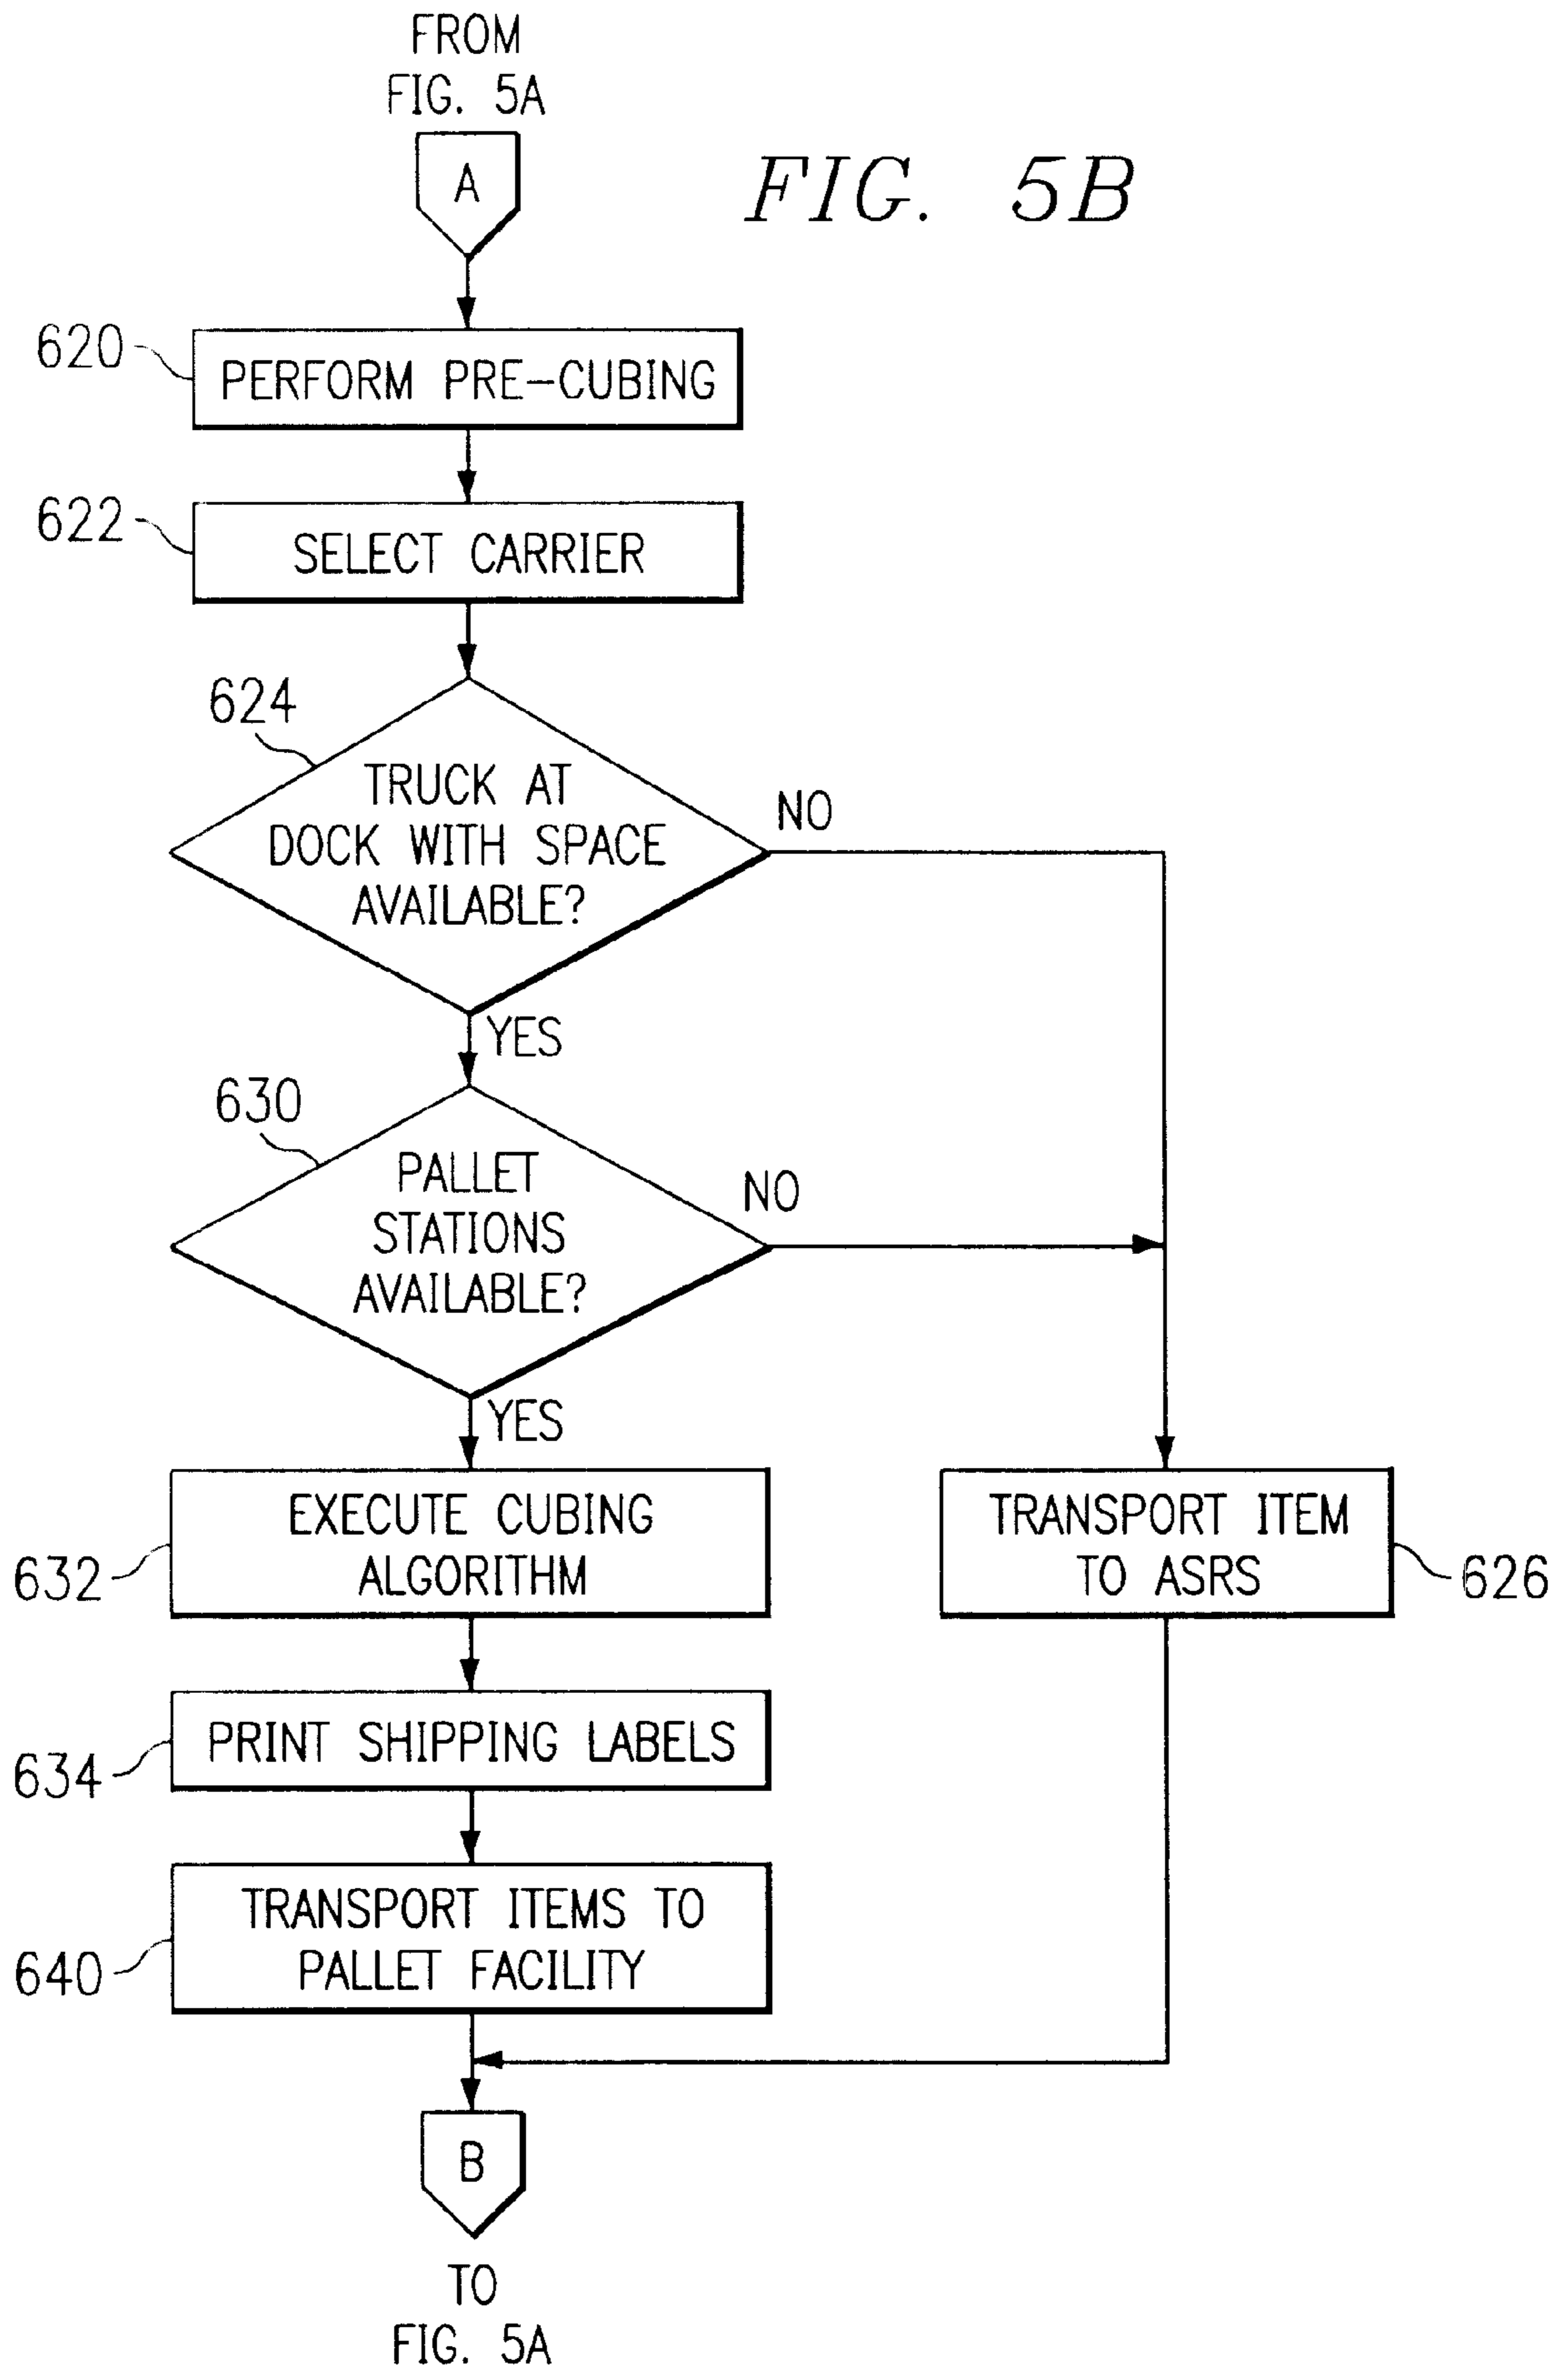 FROM
FIG. 5A
A
FIG. 5B
620
PERFORM PRE-CUBING
622
SELECT CARRIER
624
TRUCK AT
DOCK WITH SPACE
AVAILABLE?
NO
YES
630
PALLET
STATIONS
AVAILABLE?
NO
YES
632
EXECUTE CUBING
ALGORITHM
TRANSPORT ITEM
TO ASRS
626
634
PRINT SHIPPING LABELS
640
TRANSPORT ITEMS TO
PALLET FACILITY
B
TO
FIG. 5A